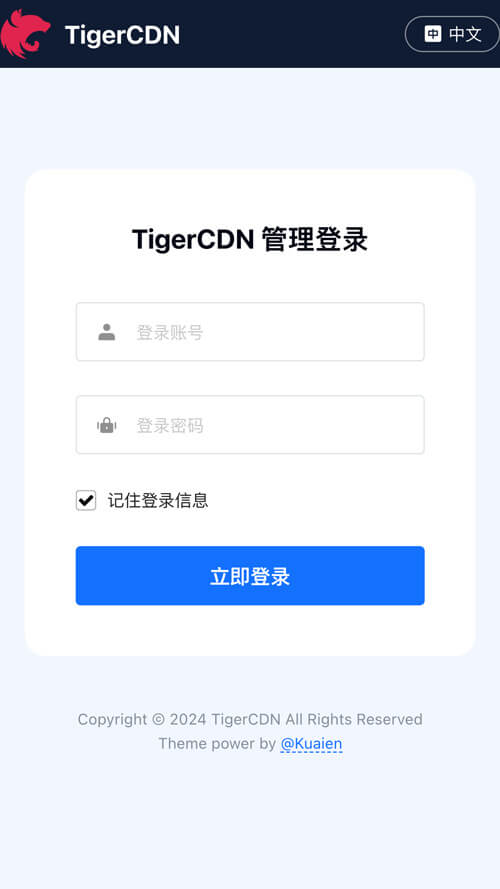 TigerCDN
中 中文
TigerCDN 管理登录
登录账号
登录密码
记住登录信息
立即登录
Copyright © 2024 TigerCDN All Rights Reserved
Theme power by @Kuaien